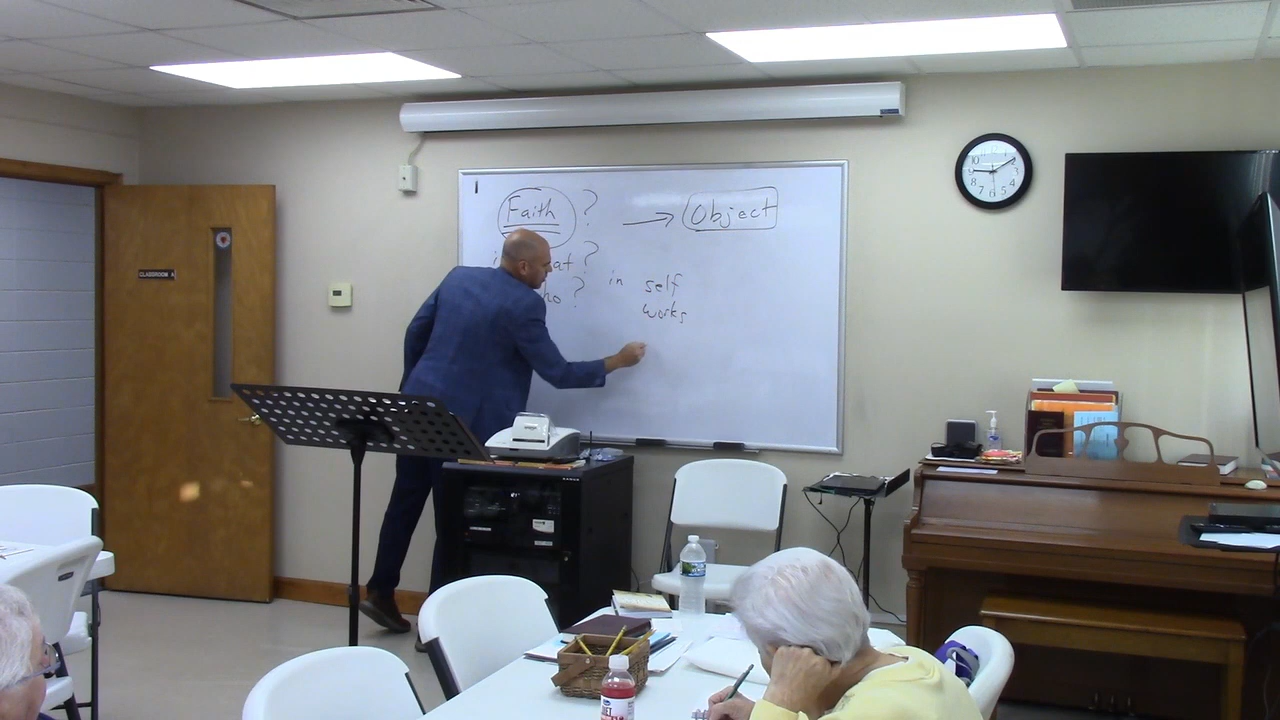 Faith ? → Object
?
? in self
works
CLASSROOM A